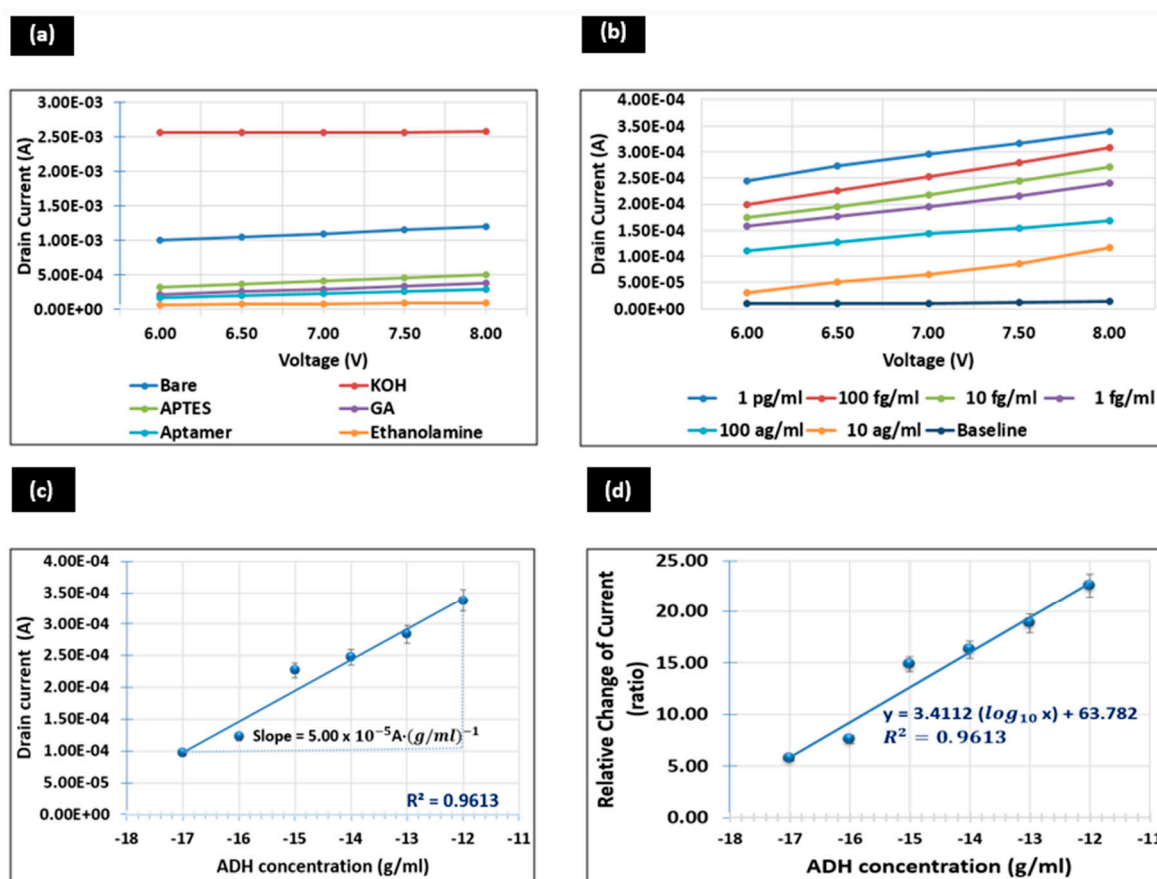 (a)
3.00E-03
2.50E-03
2.00E-03
1.50E-03
1.00E-03
5.00E-04
0.00E+00
Drain Current (A)
6.00 6.50 7.00 7.50 8.00
Voltage (V)
Bare KOH
APTES GA
Aptamer Ethanolamine
(b)
4.00E-04
3.50E-04
3.00E-04
2.50E-04
2.00E-04
1.50E-04
1.00E-04
5.00E-05
0.00E+00
Drain Current (A)
6.00 6.50 7.00 7.50 8.00
Voltage (V)
1 pg/ml 100 fg/ml 10 fg/ml 1 fg/ml
100 ag/ml 10 ag/ml Baseline
(c)
4.00E-04
3.50E-04
3.00E-04
2.50E-04
2.00E-04
1.50E-04
1.00E-04
5.00E-05
0.00E+00
Drain current (A)
Slope = 5.00 x 10⁻⁵A·(g/ml)⁻¹
R² = 0.9613
-18 -17 -16 -15 -14 -13 -12 -11
ADH concentration (g/ml)
(d)
25.00
20.00
15.00
10.00
5.00
0.00
Relative Change of Current
(ratio)
y = 3.4112 (log₁₀ x) + 63.782
R² = 0.9613
-18 -17 -16 -15 -14 -13 -12 -11
ADH concentration (g/ml)